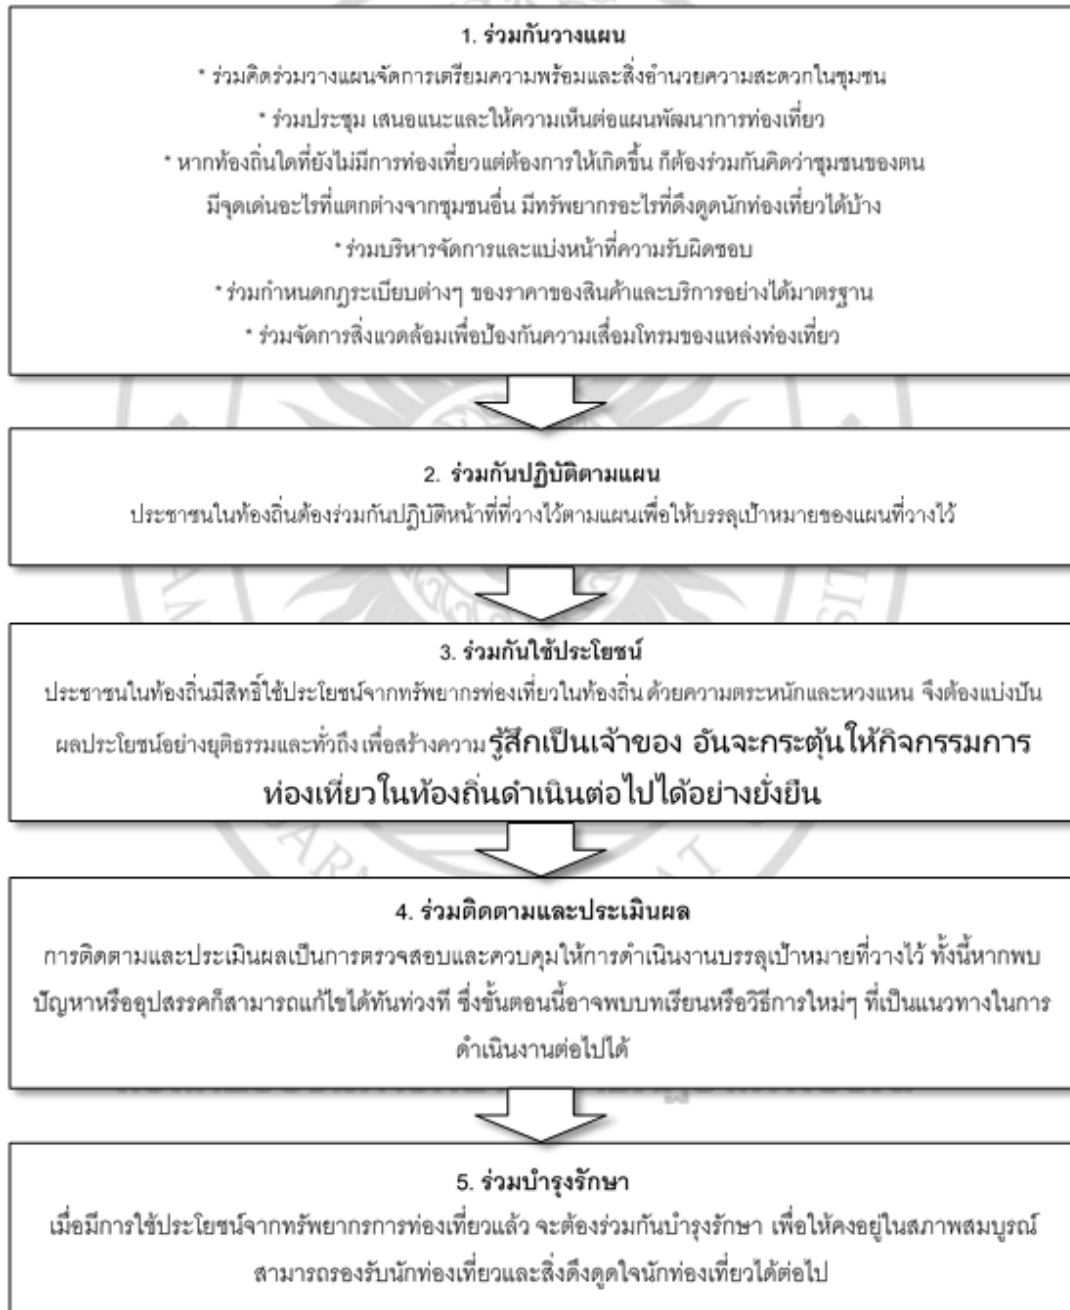 1. ร่วมกันวางแผน
* ร่วมคิดร่วมวางแผนจัดการเตรียมความพร้อมและสิ่งอำนวยความสะดวกในชุมชน
* ร่วมประชุม เสนอแนะและให้ความเห็นต่อแผนพัฒนาการท่องเที่ยว
* หากท้องถิ่นใดที่ยังไม่มีการท่องเที่ยวแต่ต้องการให้เกิดขึ้น ก็ต้องร่วมกันคิดว่าชุมชนของตน
มีจุดเด่นอะไรที่แตกต่างจากชุมชนอื่น มีทรัพยากรอะไรที่ดึงดูดนักท่องเที่ยวได้บ้าง
* ร่วมบริหารจัดการและแบ่งหน้าที่ความรับผิดชอบ
* ร่วมกำหนดกฎระเบียบต่างๆ ของราคาของสินค้าและบริการอย่างได้มาตรฐาน
* ร่วมจัดการสิ่งแวดล้อมเพื่อป้องกันความเสื่อมโทรมของแหล่งท่องเที่ยว
2. ร่วมกันปฏิบัติตามแผน
ประชาชนในท้องถิ่นต้องร่วมกันปฏิบัติหน้าที่ที่วางไว้ตามแผนเพื่อให้บรรลุเป้าหมายของแผนที่วางไว้
3. ร่วมกันใช้ประโยชน์
ประชาชนในท้องถิ่นมีสิทธิ์ใช้ประโยชน์จากทรัพยากรท่องเที่ยวในท้องถิ่น ด้วยความตระหนักและหวงแหน จึงต้องแบ่งปัน
ผลประโยชน์อย่างยุติธรรมและทั่วถึง เพื่อสร้างความ รู้สึกเป็นเจ้าของ อันจะกระตุ้นให้กิจกรรมการ
ท่องเที่ยวในท้องถิ่นดำเนินต่อไปได้อย่างยั่งยืน
4. ร่วมติดตามและประเมินผล
การติดตามและประเมินผลเป็นการตรวจสอบและควบคุมให้การดำเนินงานบรรลุเป้าหมายที่วางไว้ ทั้งนี้หากพบ
ปัญหาหรืออุปสรรคก็สามารถแก้ไขได้ทันท่วงที ซึ่งขั้นตอนนี้อาจพบบทเรียนหรือวิธีการใหม่ๆ ที่เป็นแนวทางในการ
ดำเนินงานต่อไปได้
5. ร่วมบำรุงรักษา
เมื่อมีการใช้ประโยชน์จากทรัพยากรการท่องเที่ยวแล้ว จะต้องร่วมกันบำรุงรักษา เพื่อให้คงอยู่ในสภาพสมบูรณ์
สามารถรองรับนักท่องเที่ยวและสิ่งดึงดูดใจนักท่องเที่ยวได้ต่อไป